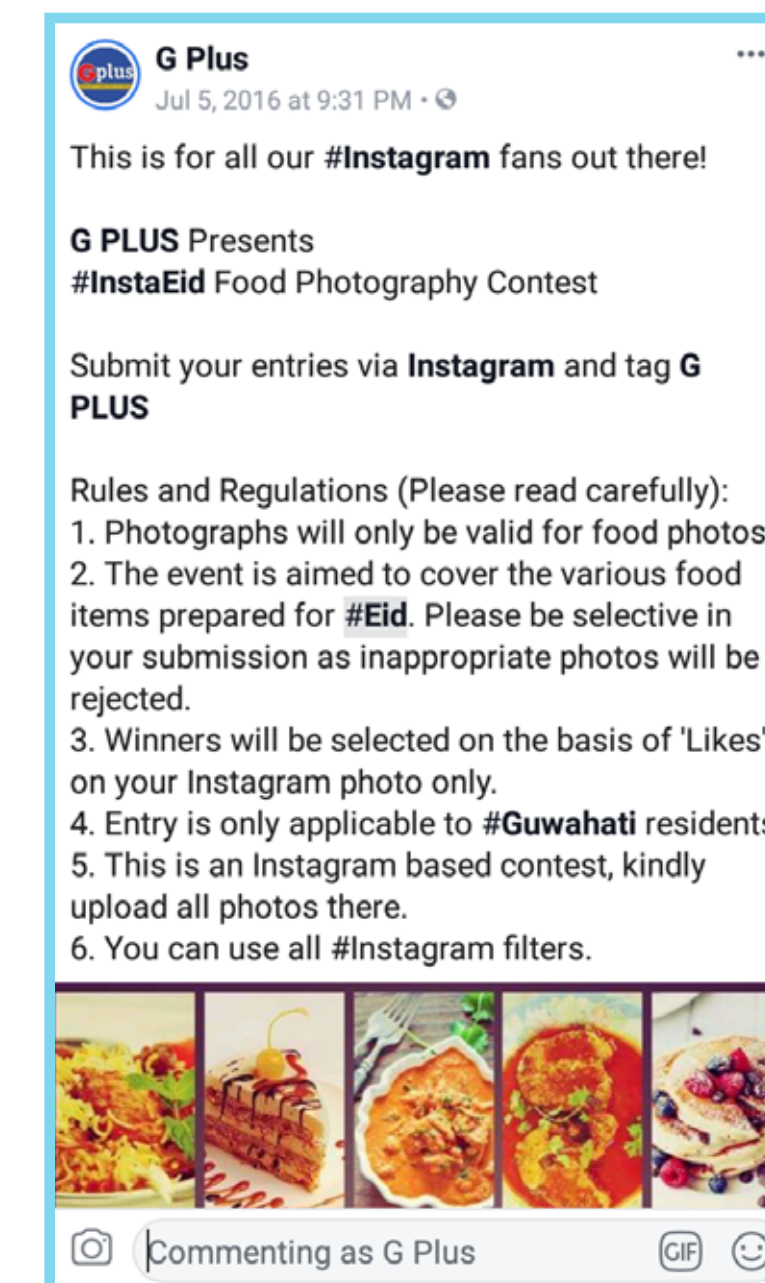 Gplus
G Plus
Jul 5, 2016 at 9:31 PM •
This is for all our #Instagram fans out there!
G PLUS Presents
#InstaEid Food Photography Contest
Submit your entries via Instagram and tag G
PLUS
Rules and Regulations (Please read carefully):
1. Photographs will only be valid for food photos
2. The event is aimed to cover the various food
items prepared for #Eid. Please be selective in
your submission as inappropriate photos will be
rejected.
3. Winners will be selected on the basis of 'Likes'
on your Instagram photo only.
4. Entry is only applicable to #Guwahati residents
5. This is an Instagram based contest, kindly
upload all photos there.
6. You can use all #Instagram filters.
Commenting as G Plus
GIF